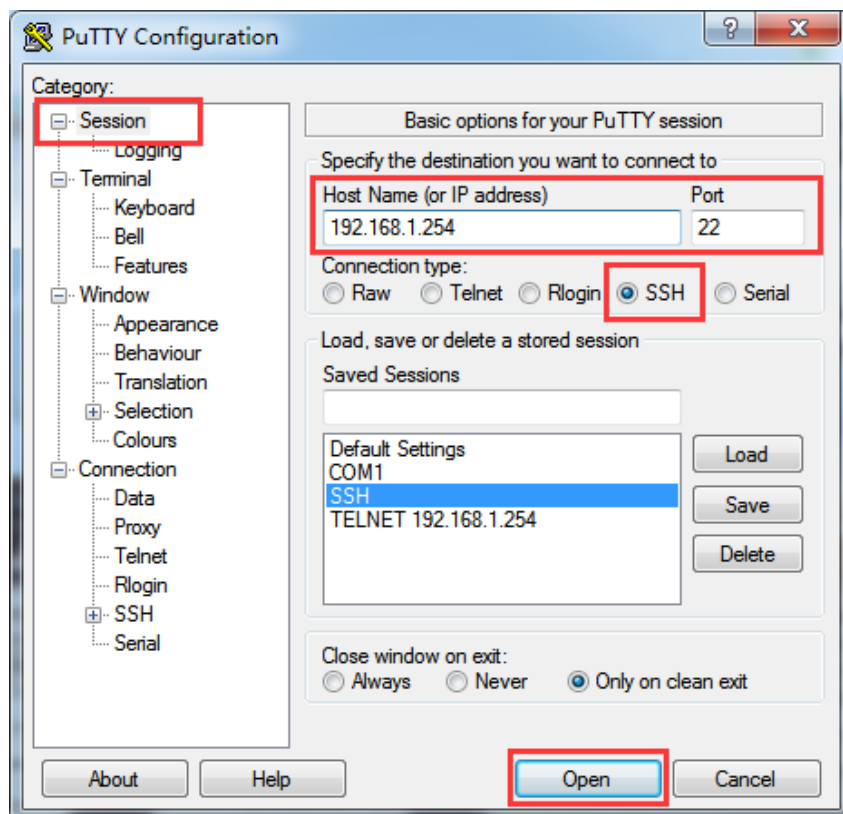 PuTTY Configuration
Category:
Session
Logging
Terminal
Keyboard
Bell
Features
Window
Appearance
Behaviour
Translation
Selection
Colours
Connection
Data
Proxy
Telnet
Rlogin
SSH
Serial
Basic options for your PuTTY session
Specify the destination you want to connect to
Host Name (or IP address) Port
192.168.1.254 22
Connection type:
Raw Telnet Rlogin SSH Serial
Load, save or delete a stored session
Saved Sessions
Default Settings
COM1
SSH
TELNET 192.168.1.254
Load
Save
Delete
Close window on exit:
Always Never Only on clean exit
About Help Open Cancel